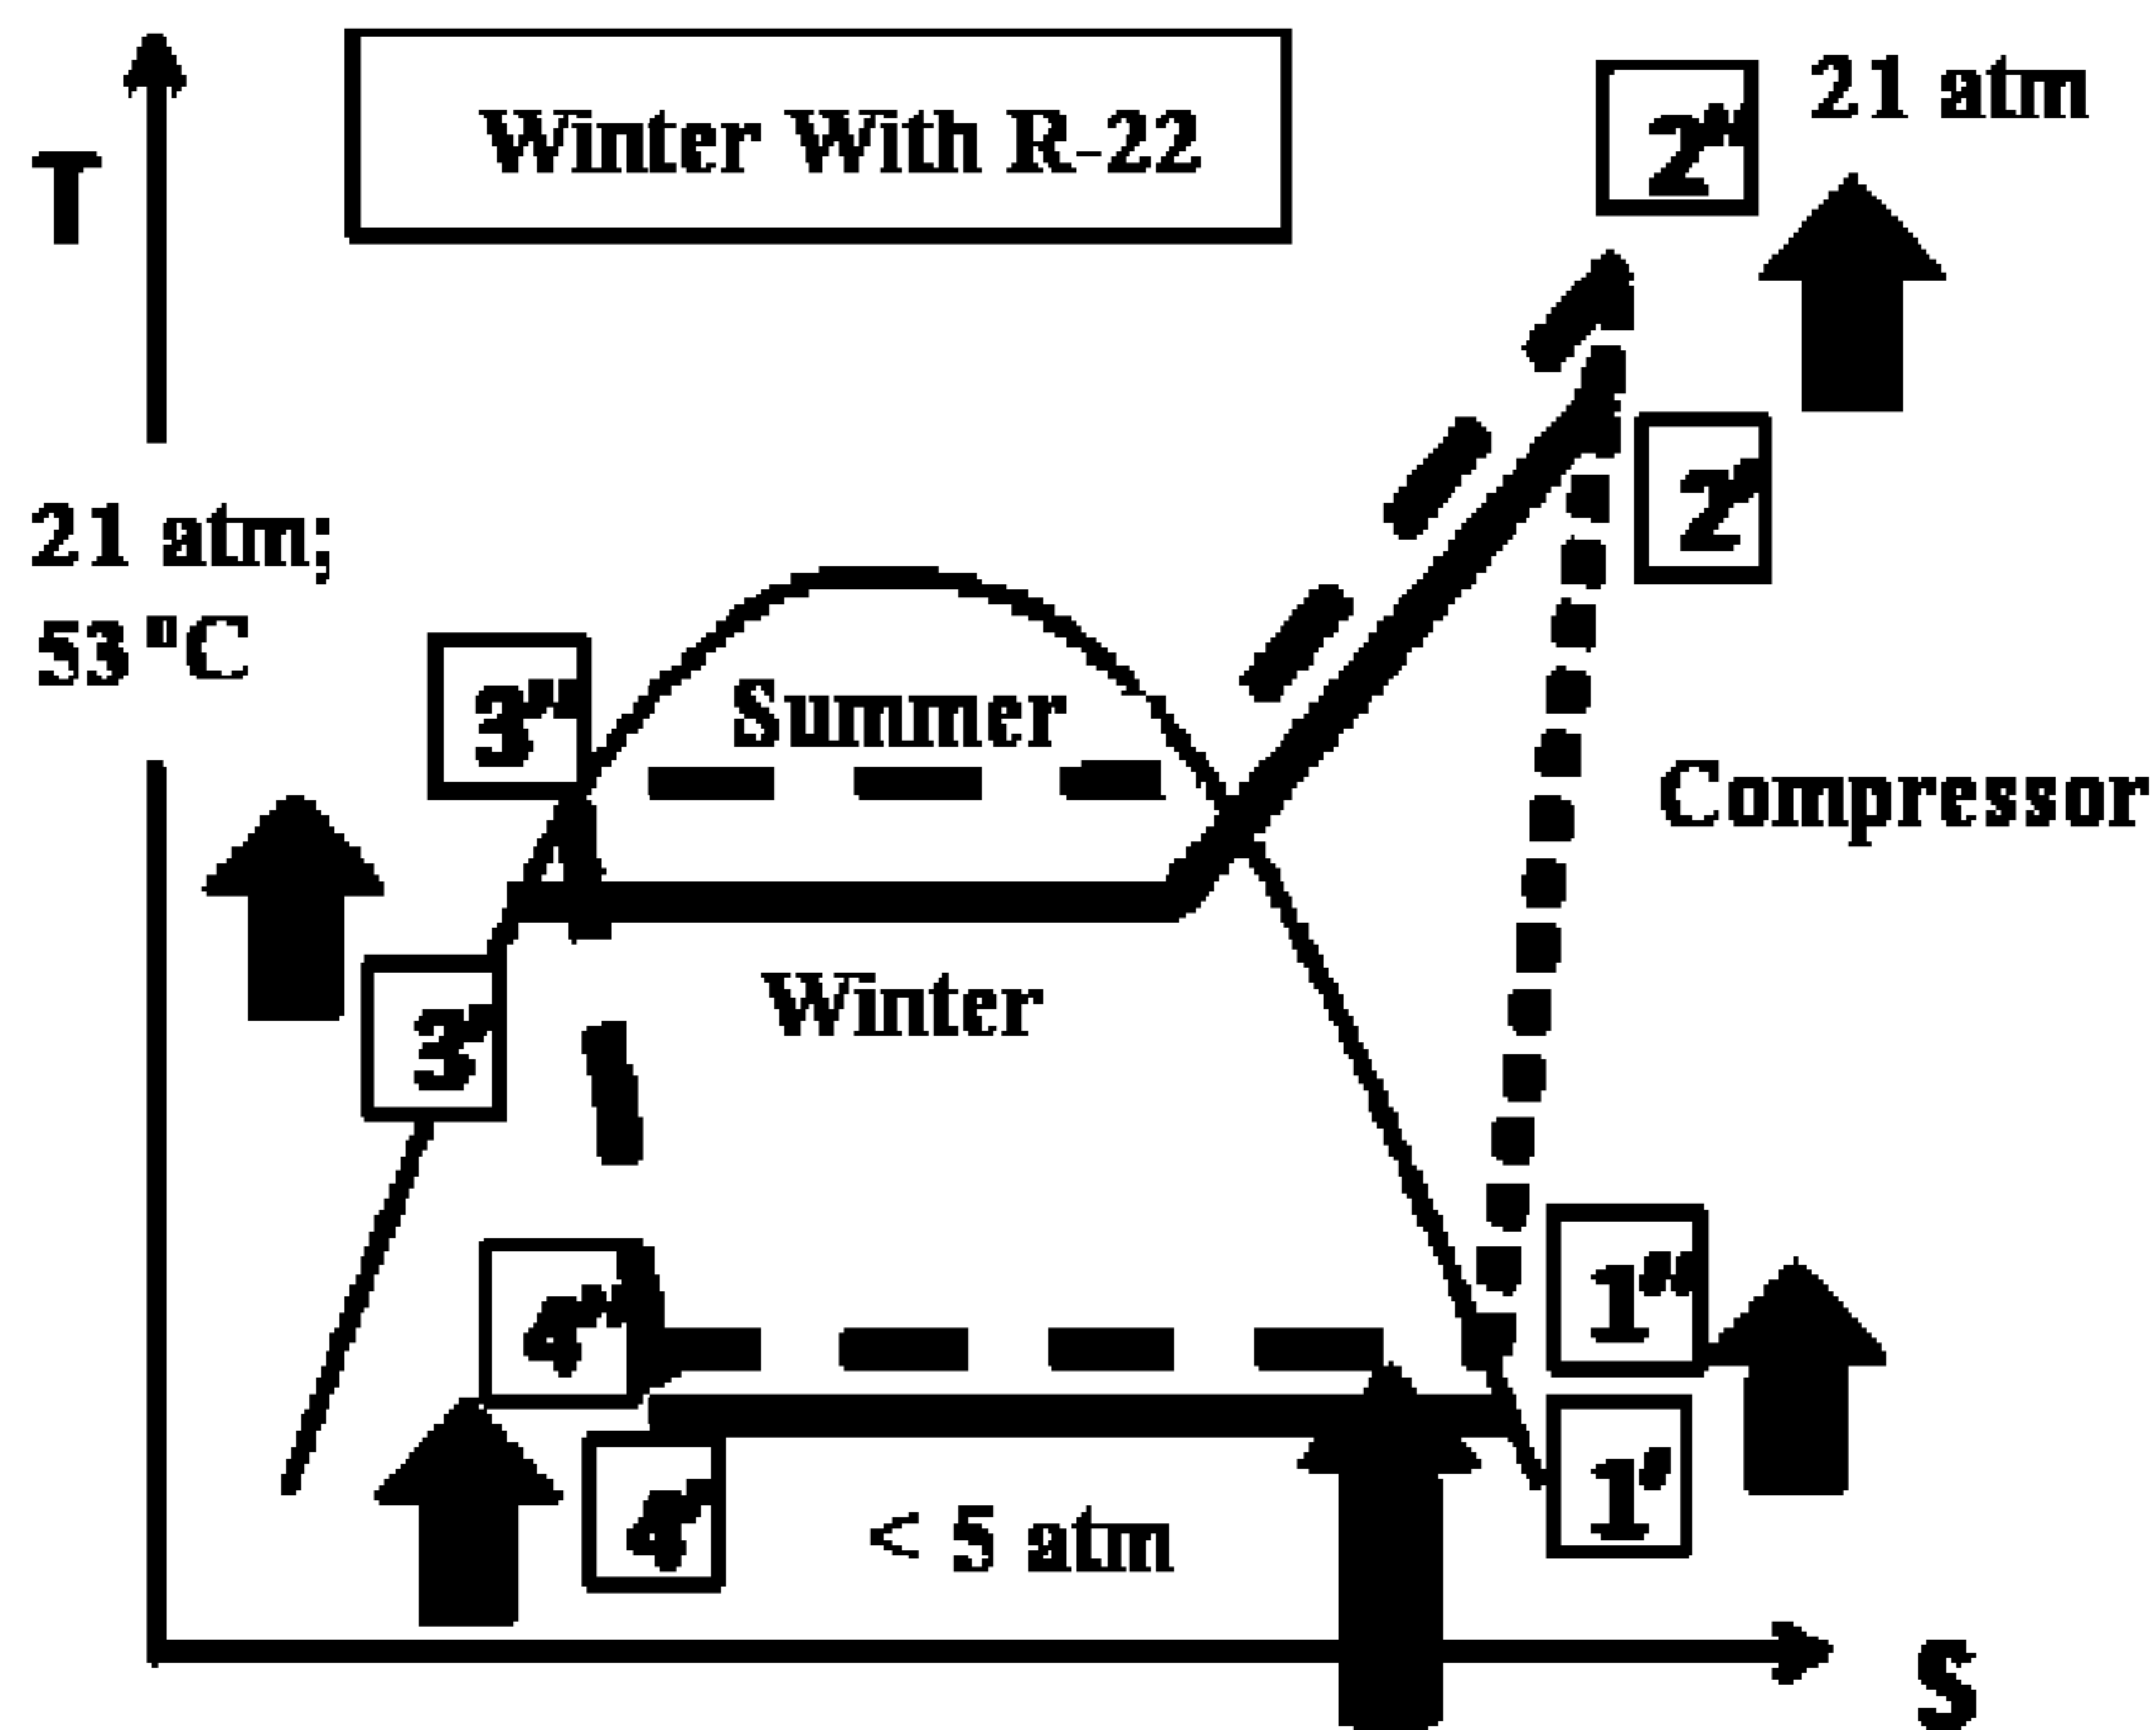 Winter With R-22
2"
21 atm
T
2'
21 atm;
53 ºC
3"
Summer
Compressor
3'
Winter
1"
4"
1'
4'
< 5 atm
S